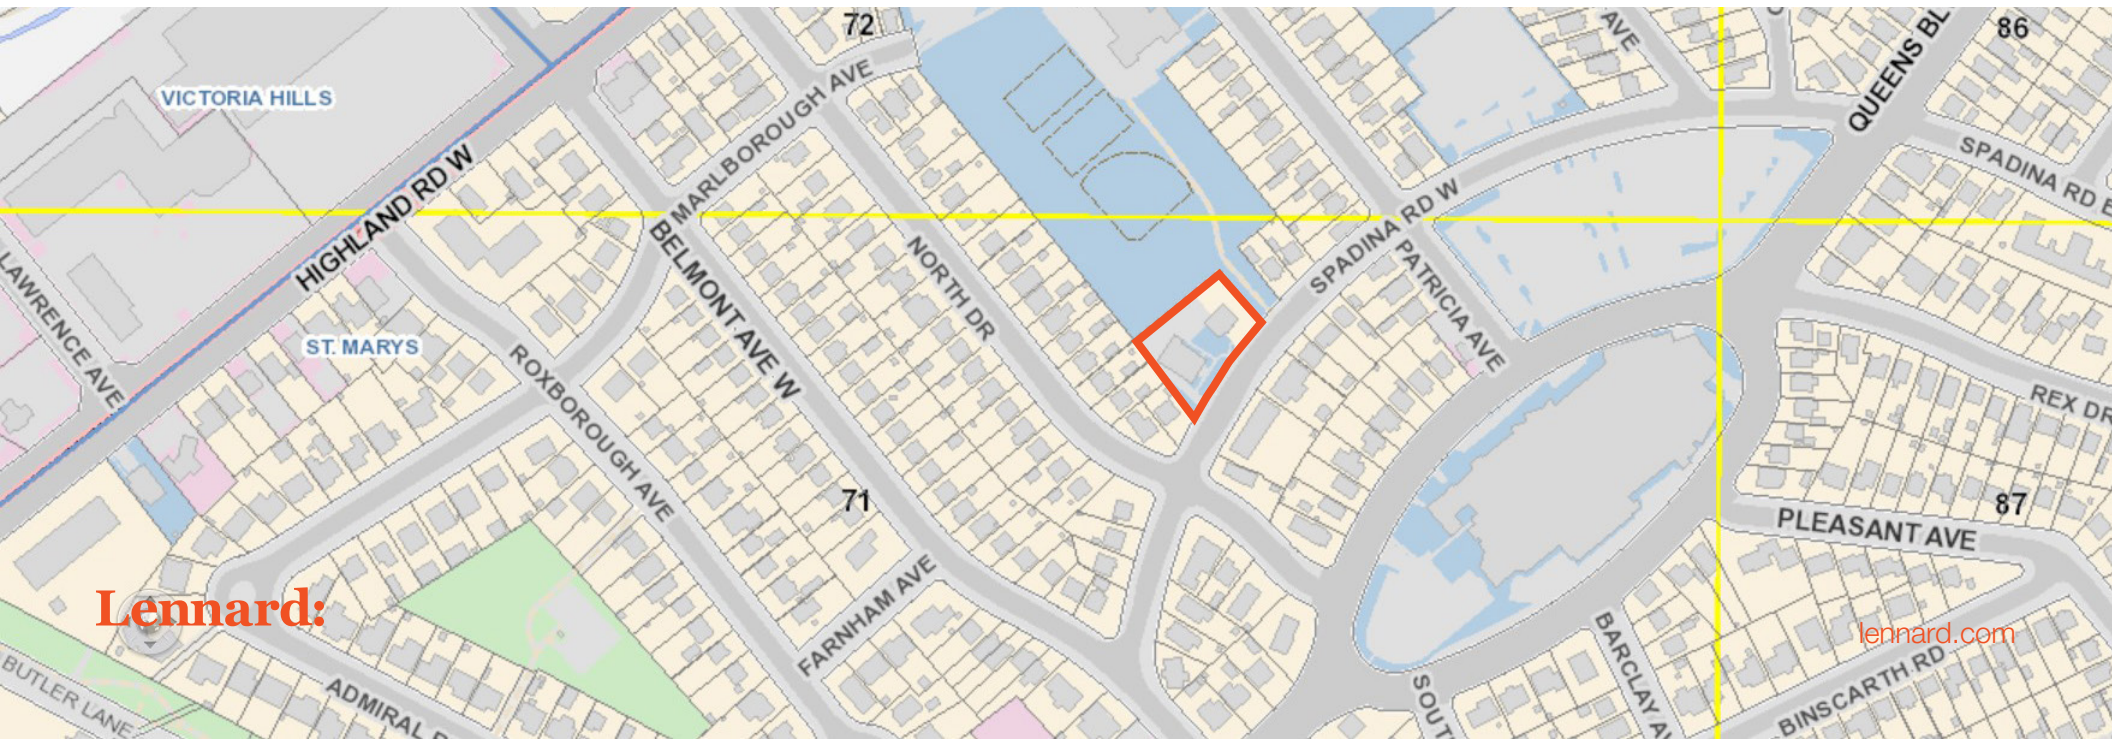 72
86
AVE
QUEENS BL
VICTORIA HILLS
MARLBOROUGH AVE
HIGHLAND RD W
SPADINA RD E
SPADINA RD W
BELMONT AVE W
NORTH DR
PATRICIA AVE
LAWRENCE AVE
ST. MARYS
ROXBOROUGH AVE
REX DR
71
87
PLEASANT AVE
FARNHAM AVE
Lennard:
lennard.com
BARCLAY AV
BUTLER LANE
ADMIRAL
SOUT
BINSCARTH RD